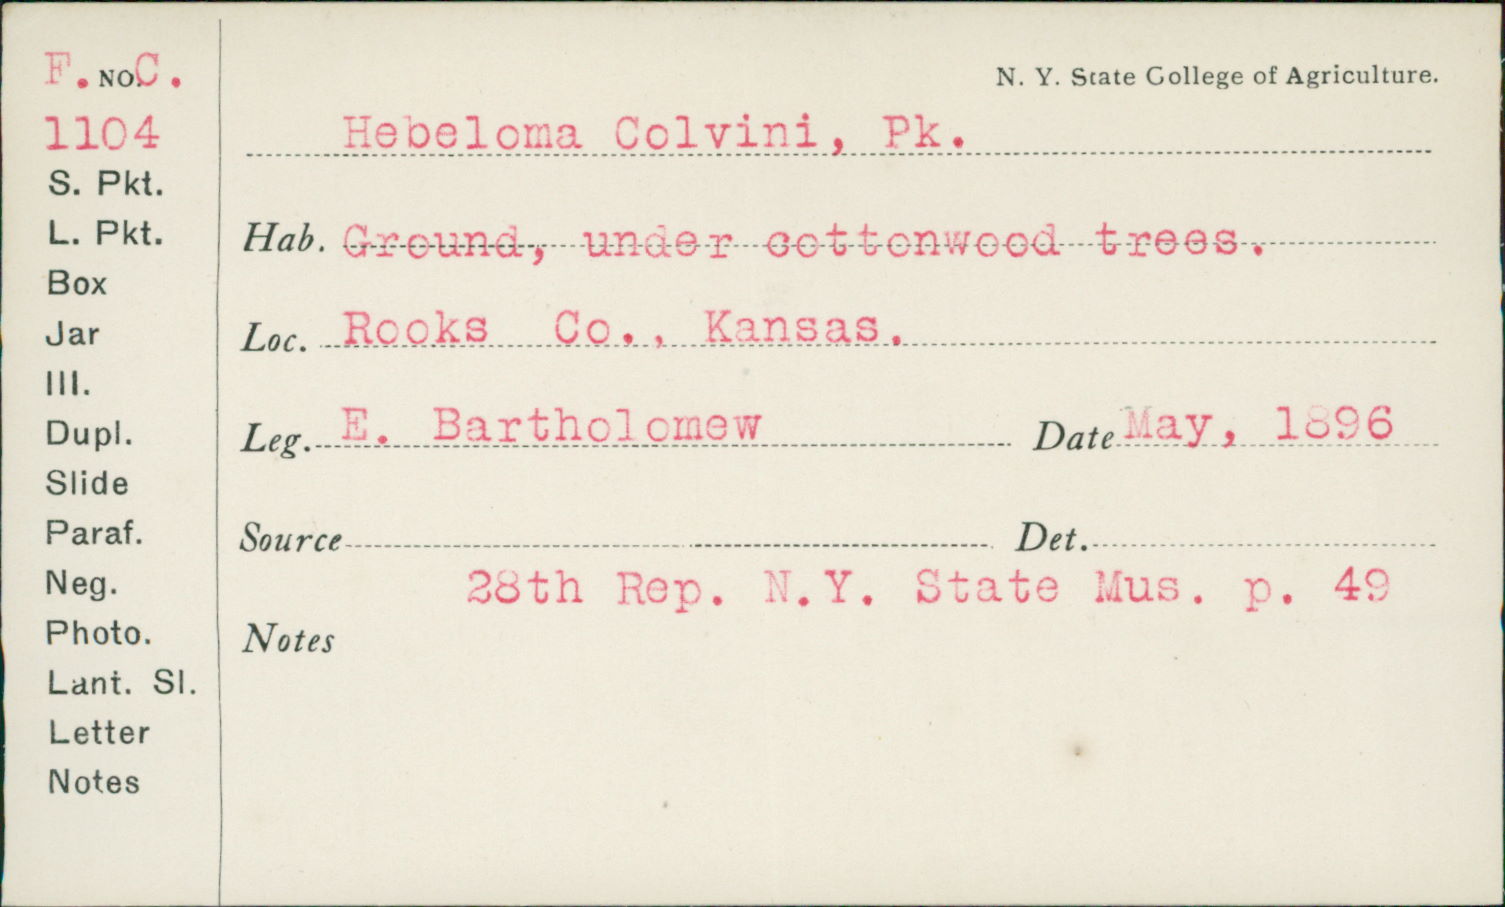 F. NO. C.
1104
S. Pkt.
L. Pkt.
Box
Jar
Ill.
Dupl.
Slide
Paraf.
Neg.
Photo.
Lant. Sl.
Letter
Notes
N. Y. State College of Agriculture.
Hebeloma Colvini, Pk.
Hab. Ground, under cottonwood trees.
Loc. Rooks Co., Kansas.
Leg. E. Bartholomew Date May, 1896
Source Det.
28th Rep. N.Y. State Mus. p. 49
Notes